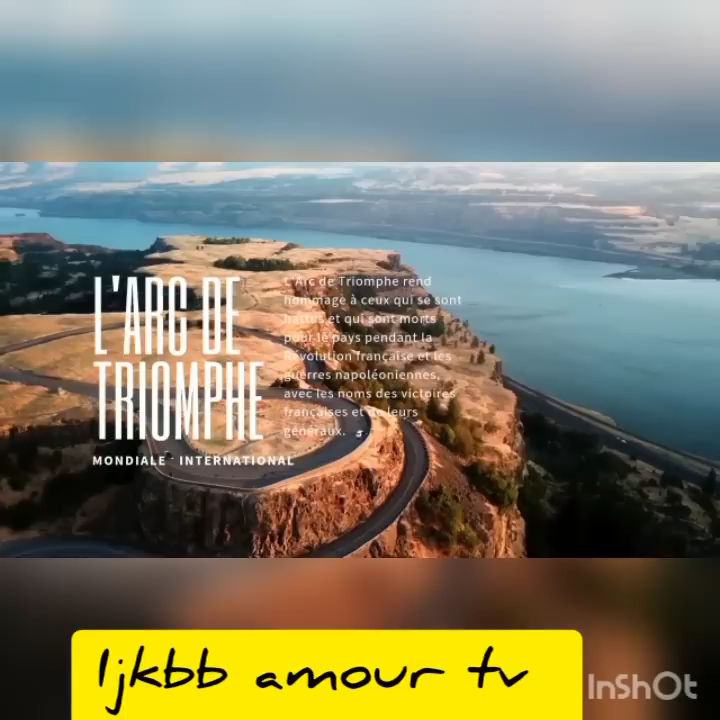 L'ARC DE
TRIOMPHE
MONDIALE · INTERNATIONAL
L'Arc de Triomphe rend
hommage à ceux qui se sont
battus et qui sont morts
pour le pays pendant la
Révolution française et les
guerres napoléoniennes,
avec les noms des victoires
françaises et de leurs
généraux.
ljkbb amour tv
InShOt